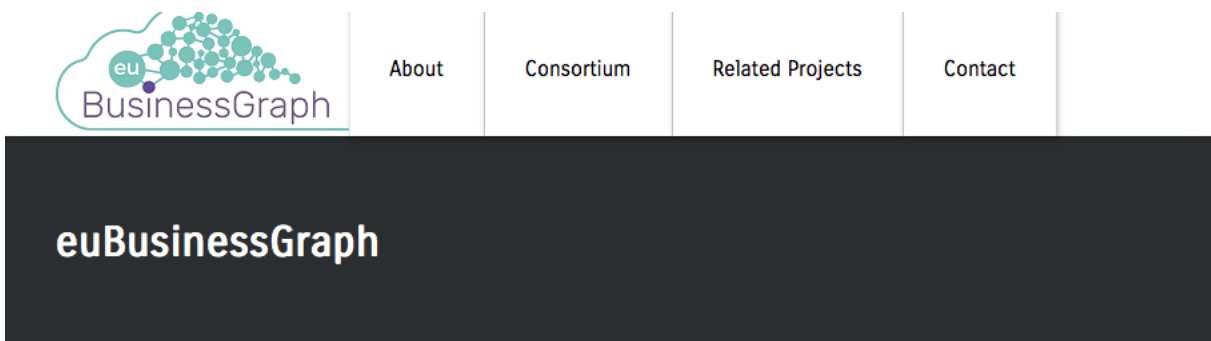 eu
BusinessGraph
About Consortium Related Projects Contact
euBusinessGraph